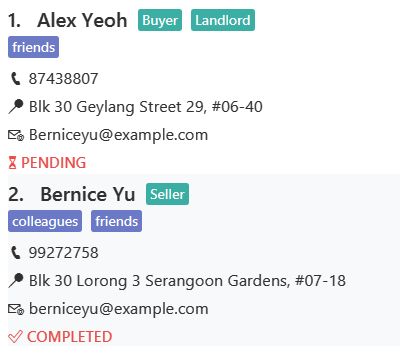 1. Alex Yeoh Buyer Landlord
friends
87438807
Blk 30 Geylang Street 29, #06-40
Berniceyu@example.com
PENDING
2. Bernice Yu Seller
colleagues friends
99272758
Blk 30 Lorong 3 Serangoon Gardens, #07-18
berniceyu@example.com
COMPLETED